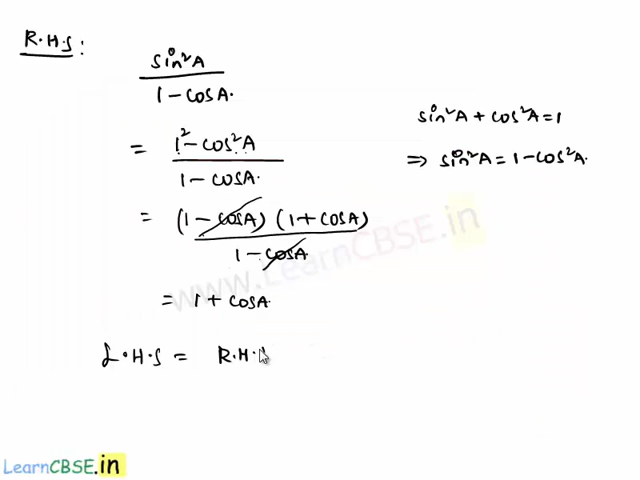 R.H.S :
sin²A
1 - cosA.
sin²A + cos²A = 1
= 1² - cos²A
⇒ sin²A = 1 - cos²A.
1 - cosA.
= (1 - cosA) (1 + cosA)
1 - cosA
www.LearnCBSE.in
= 1 + cosA
L.H.S = R.H.S
LearnCBSE.in